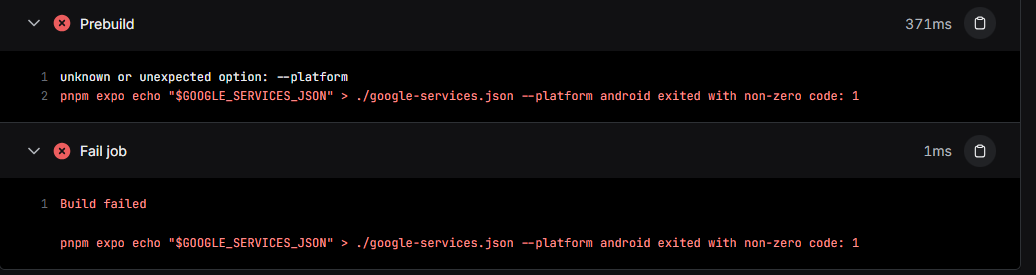 Prebuild 371ms
1 unknown or unexpected option: --platform
2 pnpm expo echo "$GOOGLE_SERVICES_JSON" > ./google-services.json --platform android exited with non-zero code: 1
Fail job 1ms
1 Build failed
pnpm expo echo "$GOOGLE_SERVICES_JSON" > ./google-services.json --platform android exited with non-zero code: 1